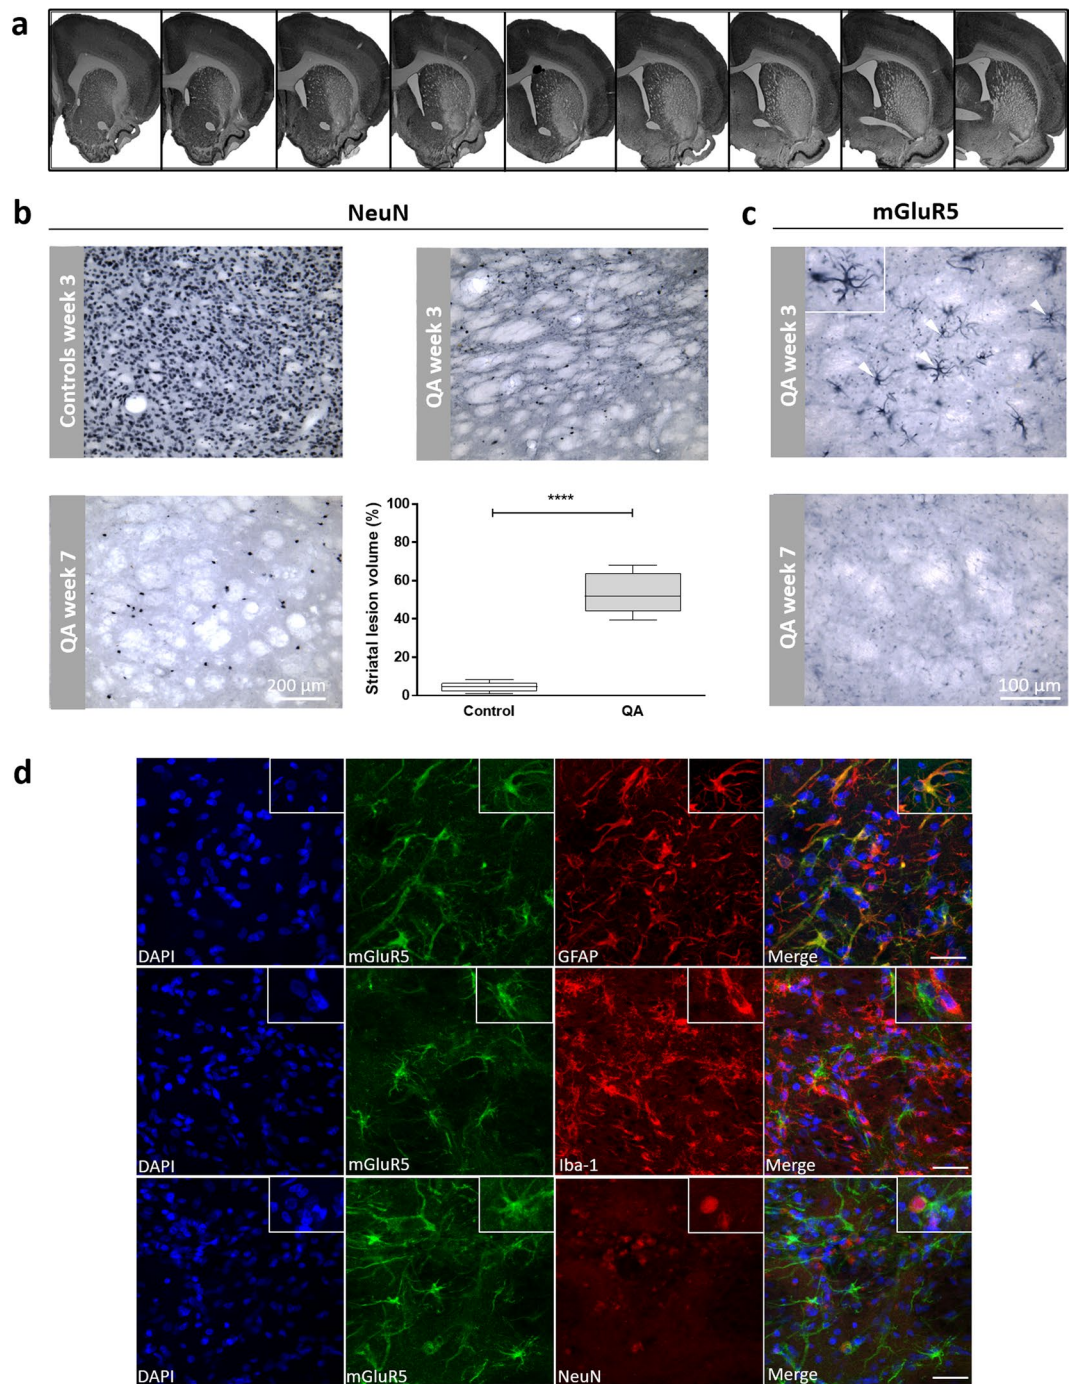 a
b
NeuN
c
mGluR5
Controls week 3
QA week 3
QA week 3
QA week 7
200 µm
Striatal lesion volume (%)
100
80
60
40
20
0
****
Control
QA
QA week 7
100 µm
d
DAPI
mGluR5
GFAP
Merge
DAPI
mGluR5
Iba-1
Merge
DAPI
mGluR5
NeuN
Merge